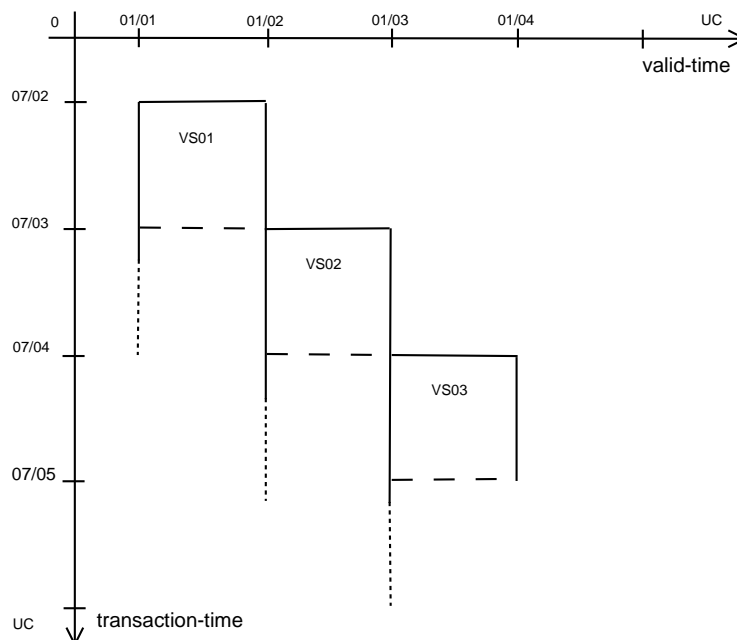 0 01/01 01/02 01/03 01/04 UC
valid-time
07/02
VS01
07/03
VS02
07/04
VS03
07/05
UC transaction-time